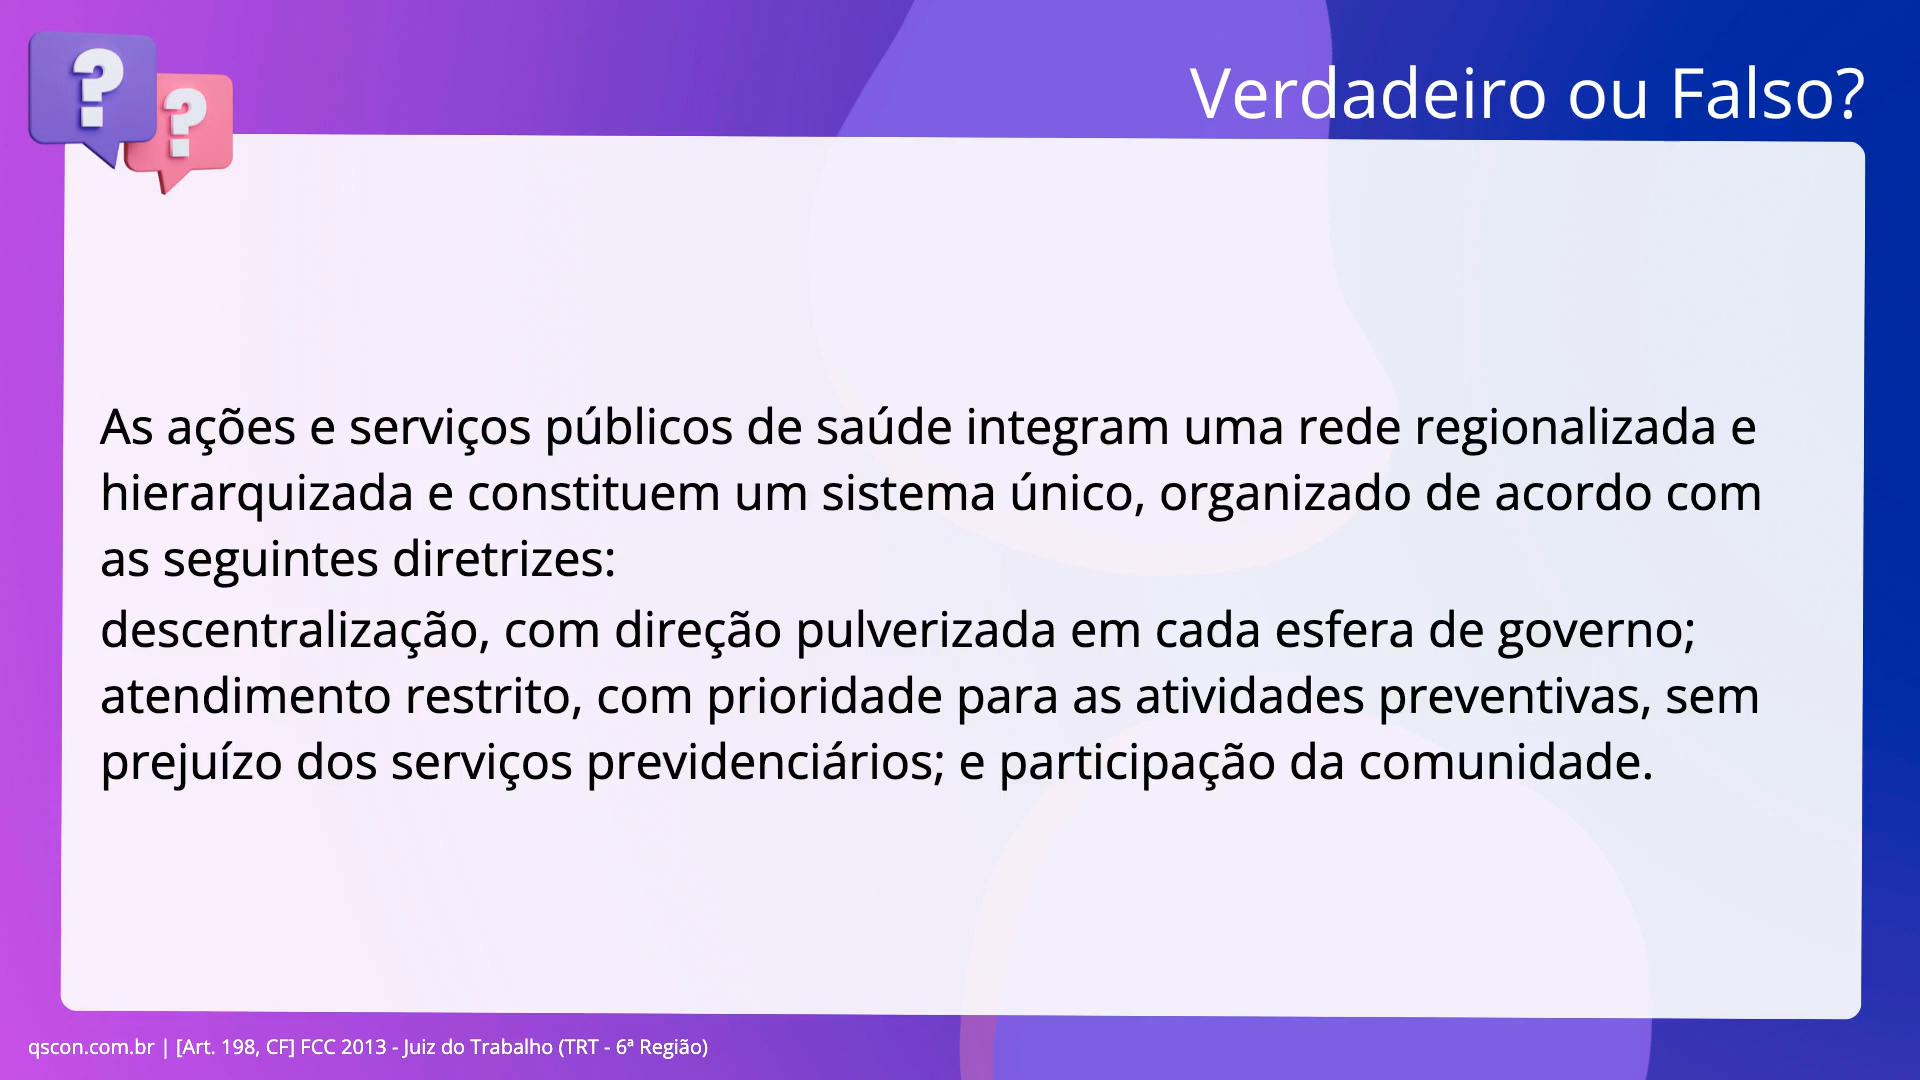 Verdadeiro ou Falso?
As ações e serviços públicos de saúde integram uma rede regionalizada e
hierarquizada e constituem um sistema único, organizado de acordo com
as seguintes diretrizes:
descentralização, com direção pulverizada em cada esfera de governo;
atendimento restrito, com prioridade para as atividades preventivas, sem
prejuízo dos serviços previdenciários; e participação da comunidade.
qscon.com.br | [Art. 198, CF] FCC 2013 - Juiz do Trabalho (TRT - 6ª Região)